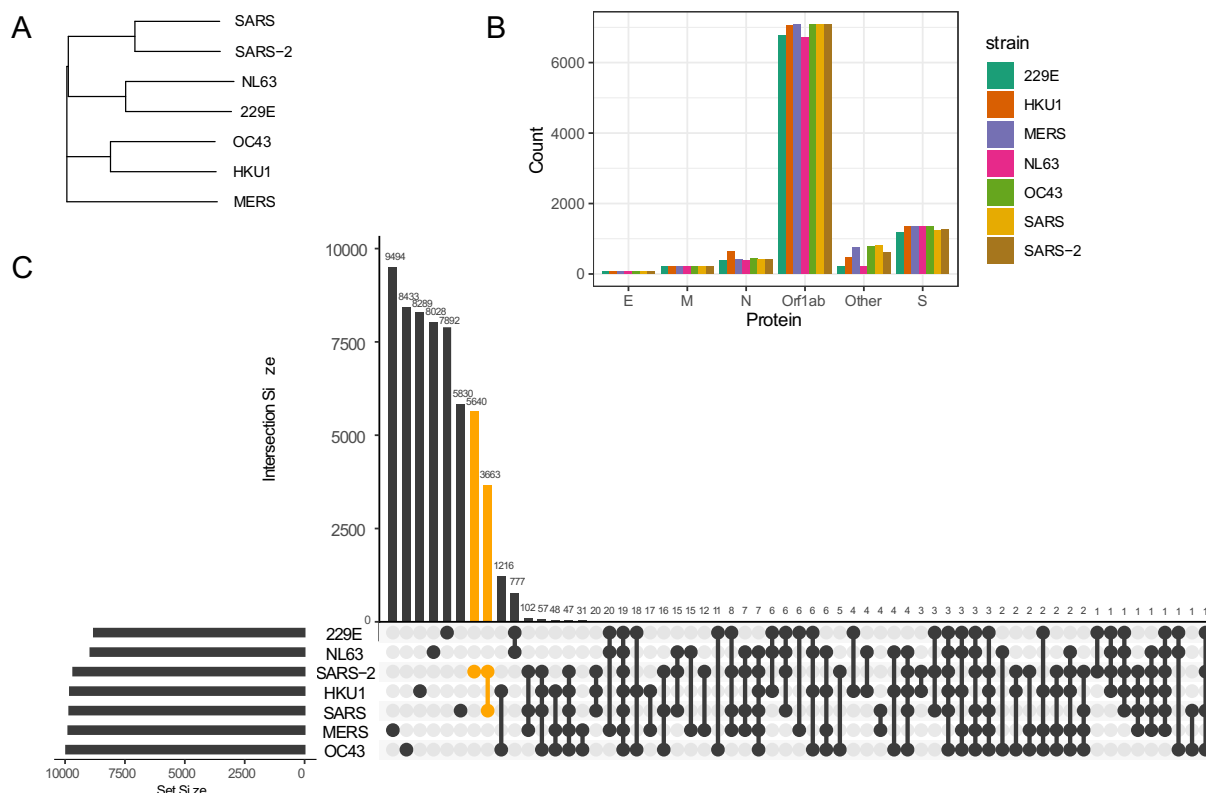 A
SARS
SARS−2
NL63
229E
OC43
HKU1
MERS
B
6000
4000
2000
0
Count
E M N Orf1ab Other S
Protein
strain
229E
HKU1
MERS
NL63
OC43
SARS
SARS−2
C
10000
7500
5000
2500
0
Intersection Si ze
9494
8433
8289
8028
7892
5830
5640
3663
1216
777
102 57 48 47 31 20 20 19 18 17 16 15 15 12 11 8 7 7 6 6 6 6 6 5 4 4 4 4 4 3 3 3 3 3 2 2 2 2 2 2 2 1 1 1 1 1 1 1 1 1
229E
NL63
SARS−2
HKU1
SARS
MERS
OC43
10000 7500 5000 2500 0
Set Si ze